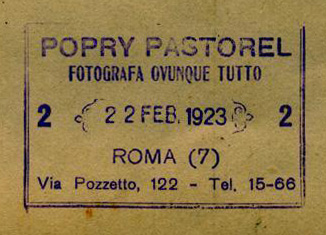 POPRY PASTOREL
FOTOGRAFA OVUNQUE TUTTO
2 22 FEB. 1923 2
ROMA (7)
Via Pozzetto, 122 - Tel. 15-66